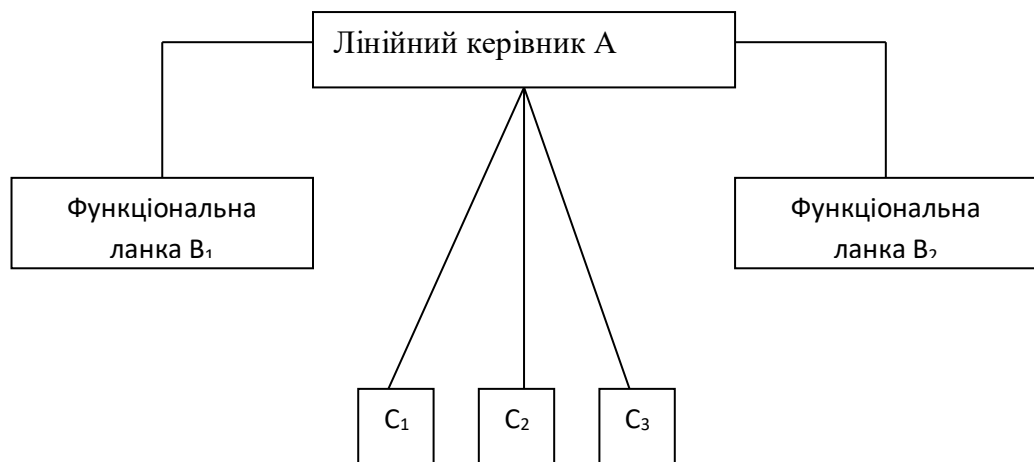 Лінійний керівник А
Функціональна
ланка В₁
Функціональна
ланка В₂
С₁
С₂
С₃